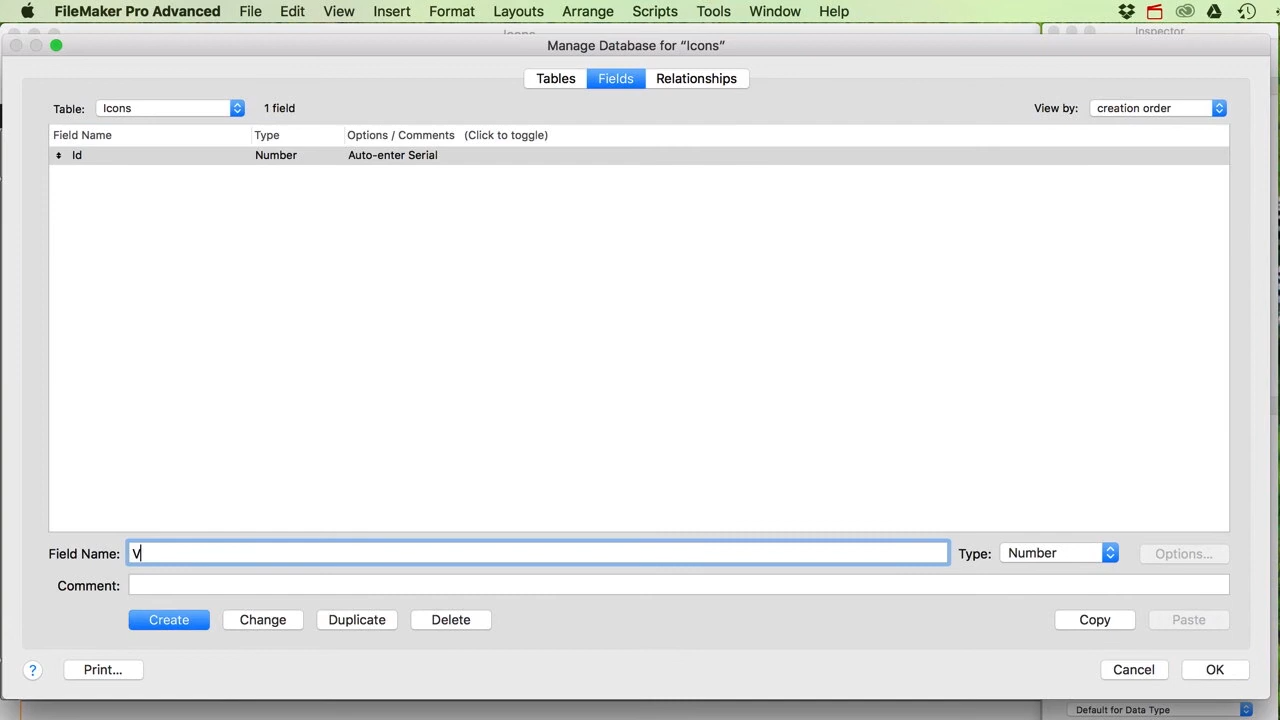 FileMaker Pro Advanced File Edit View Insert Format Layouts Arrange Scripts Tools Window Help
Icons Inspector
Manage Database for “Icons”
Tables Fields Relationships
Table: Icons 1 field View by: creation order
Field Name Type Options / Comments (Click to toggle)
Id Number Auto-enter Serial
Field Name: V Type: Number Options...
Comment:
Create Change Duplicate Delete Copy Paste
? Print... Cancel OK
Default for Data Type